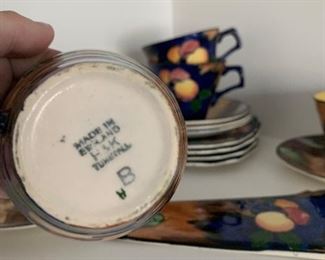 MADE IN
ENGLAND
H & K
TUNSTALL
B
A